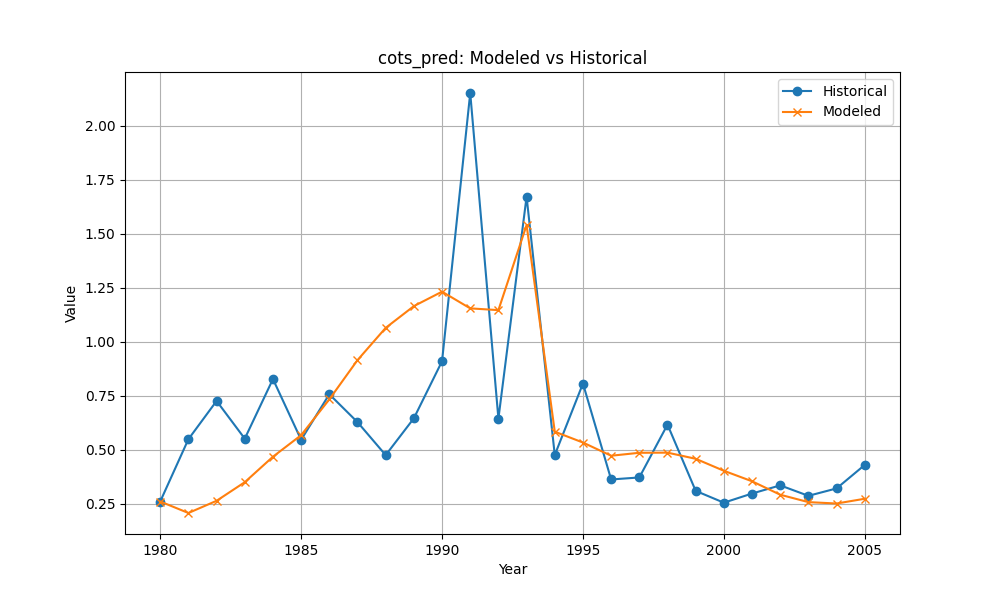 cots_pred: Modeled vs Historical
Historical
Modeled
Value
2.00
1.75
1.50
1.25
1.00
0.75
0.50
0.25
1980 1985 1990 1995 2000 2005
Year